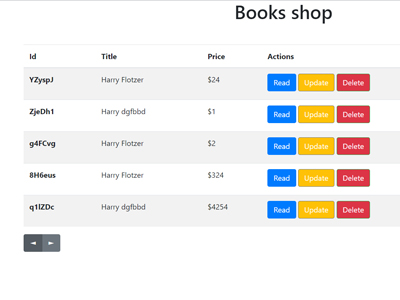 Books shop
Id Title Price Actions
YZyspJ Harry Flotzer $24 Read Update Delete
ZjeDh1 Harry dgfbbd $1 Read Update Delete
g4FCvg Harry Flotzer $2 Read Update Delete
8H6eus Harry Flotzer $324 Read Update Delete
q1lZDc Harry dgfbbd $4254 Read Update Delete
◄ ►